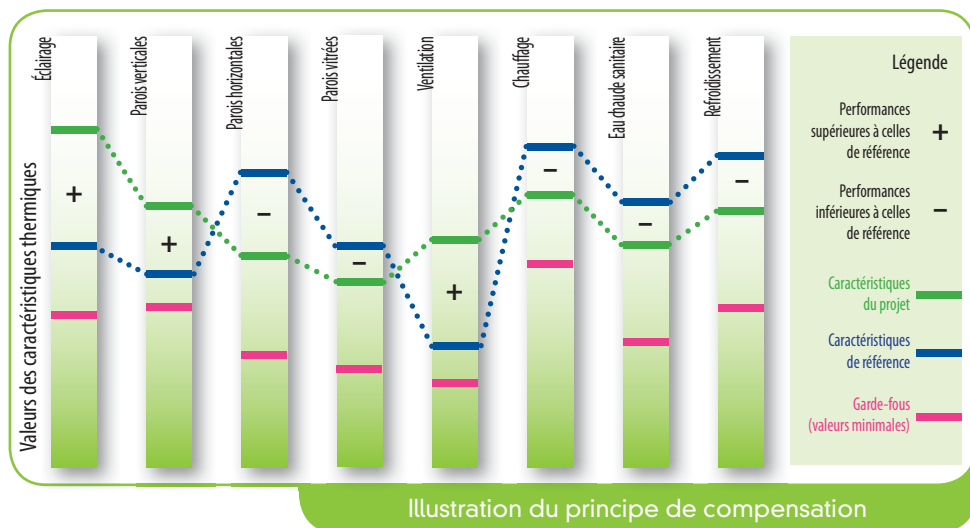 Valeurs des caractéristiques thermiques
Éclairage
Parois verticales
Parois horizontales
Parois vitrées
Ventilation
Chauffage
Eau chaude sanitaire
Refroidissement
+
+
−
−
+
−
−
−
Légende
Performances
supérieures à celles
de référence
+
Performances
inférieures à celles
de référence
−
Caractéristiques
du projet
Caractéristiques
de référence
Garde-fous
(valeurs minimales)
Illustration du principe de compensation